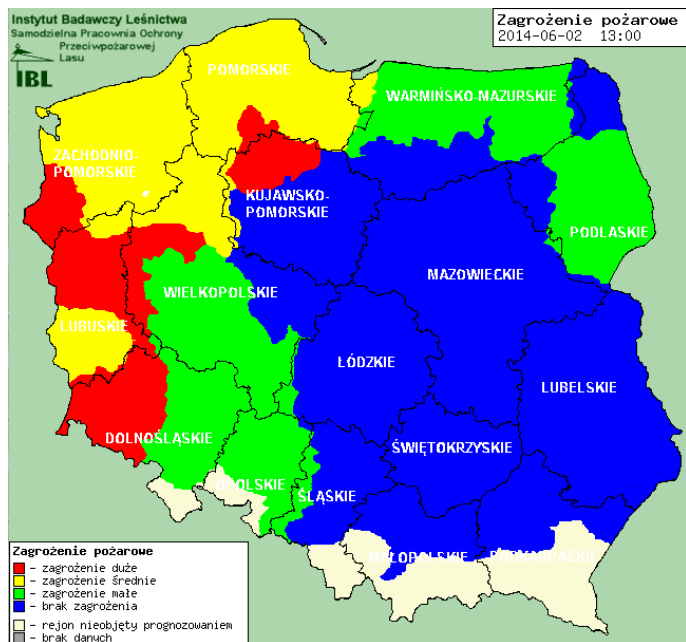 Instytut Badawczy Leśnictwa
Samodzielna Pracownia Ochrony
Przeciwpożarowej
Lasu
IBL
Zagrożenie pożarowe
2014-06-02 13:00
POMORSKIE
WARMIŃSKO-MAZURSKIE
ZACHODNIO-
POMORSKIE
KUJAWSKO-
POMORSKIE
PODLASKIE
MAZOWIECKIE
WIELKOPOLSKIE
LUBUSKIE
ŁÓDZKIE
LUBELSKIE
DOLNOŚLĄSKIE
ŚWIĘTOKRZYSKIE
OPOLSKIE
ŚLĄSKIE
MAŁOPOLSKIE
PODKARPACKIE
Zagrożenie pożarowe
- zagrożenie duże
- zagrożenie średnie
- zagrożenie małe
- brak zagrożenia
- rejon nieobjęty prognozowaniem
- brak danych